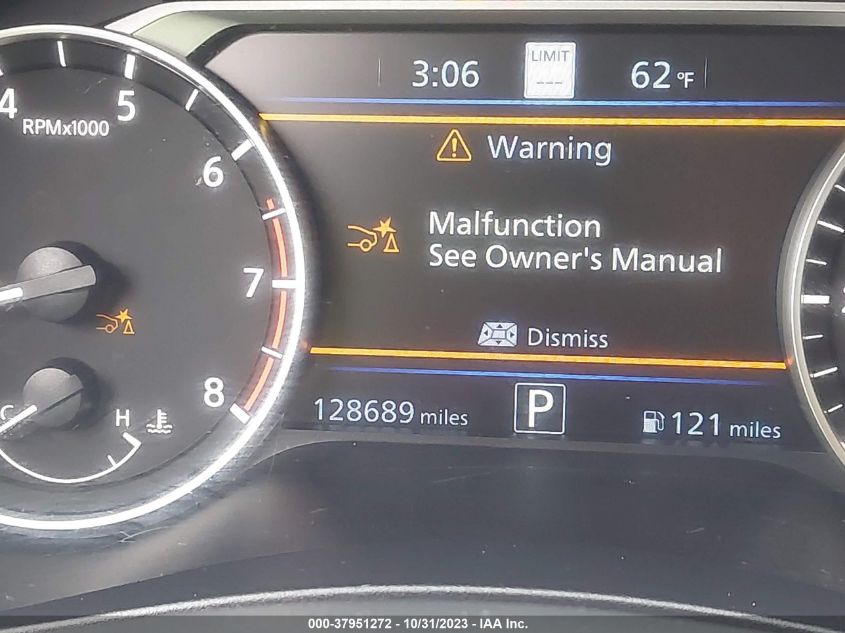 3:06
LIMIT
---
62 °F
4
5
RPMx1000
6
7
8
Warning
Malfunction
See Owner's Manual
Dismiss
C
H
128689 miles
P
121 miles
000-37951272 - 10/31/2023 - IAA Inc.